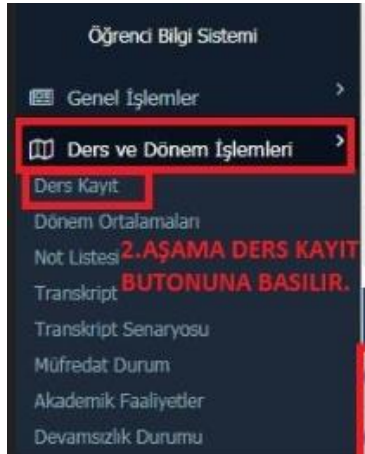 Öğrenci Bilgi Sistemi
Genel İşlemler
Ders ve Dönem İşlemleri
Ders Kayıt
Dönem Ortalamaları
Not Listesi
2.AŞAMA DERS KAYIT
BUTONUNA BASILIR.
Transkript
Transkript Senaryosu
Müfredat Durum
Akademik Faaliyetler
Devamsızlık Durumu